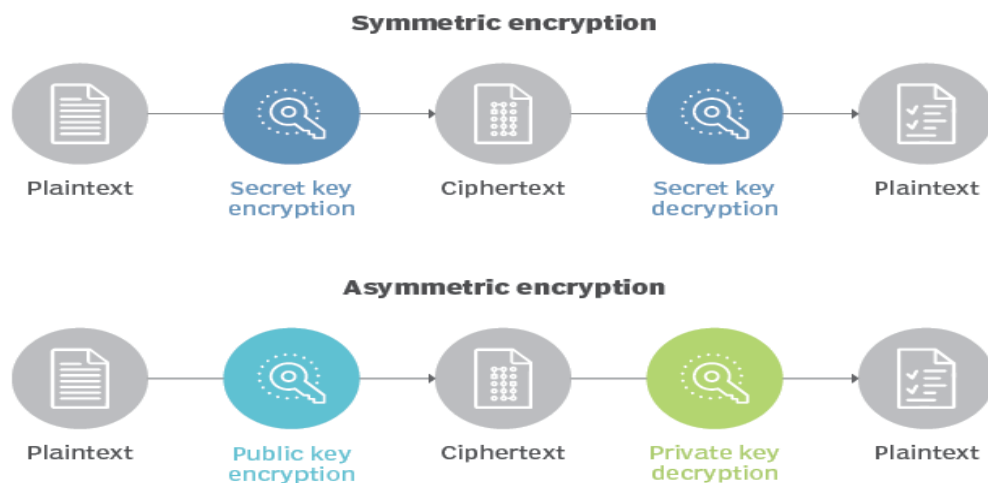 Symmetric encryption
Plaintext
Secret key
encryption
Ciphertext
Secret key
decryption
Plaintext
Asymmetric encryption
Plaintext
Public key
encryption
Ciphertext
Private key
decryption
Plaintext